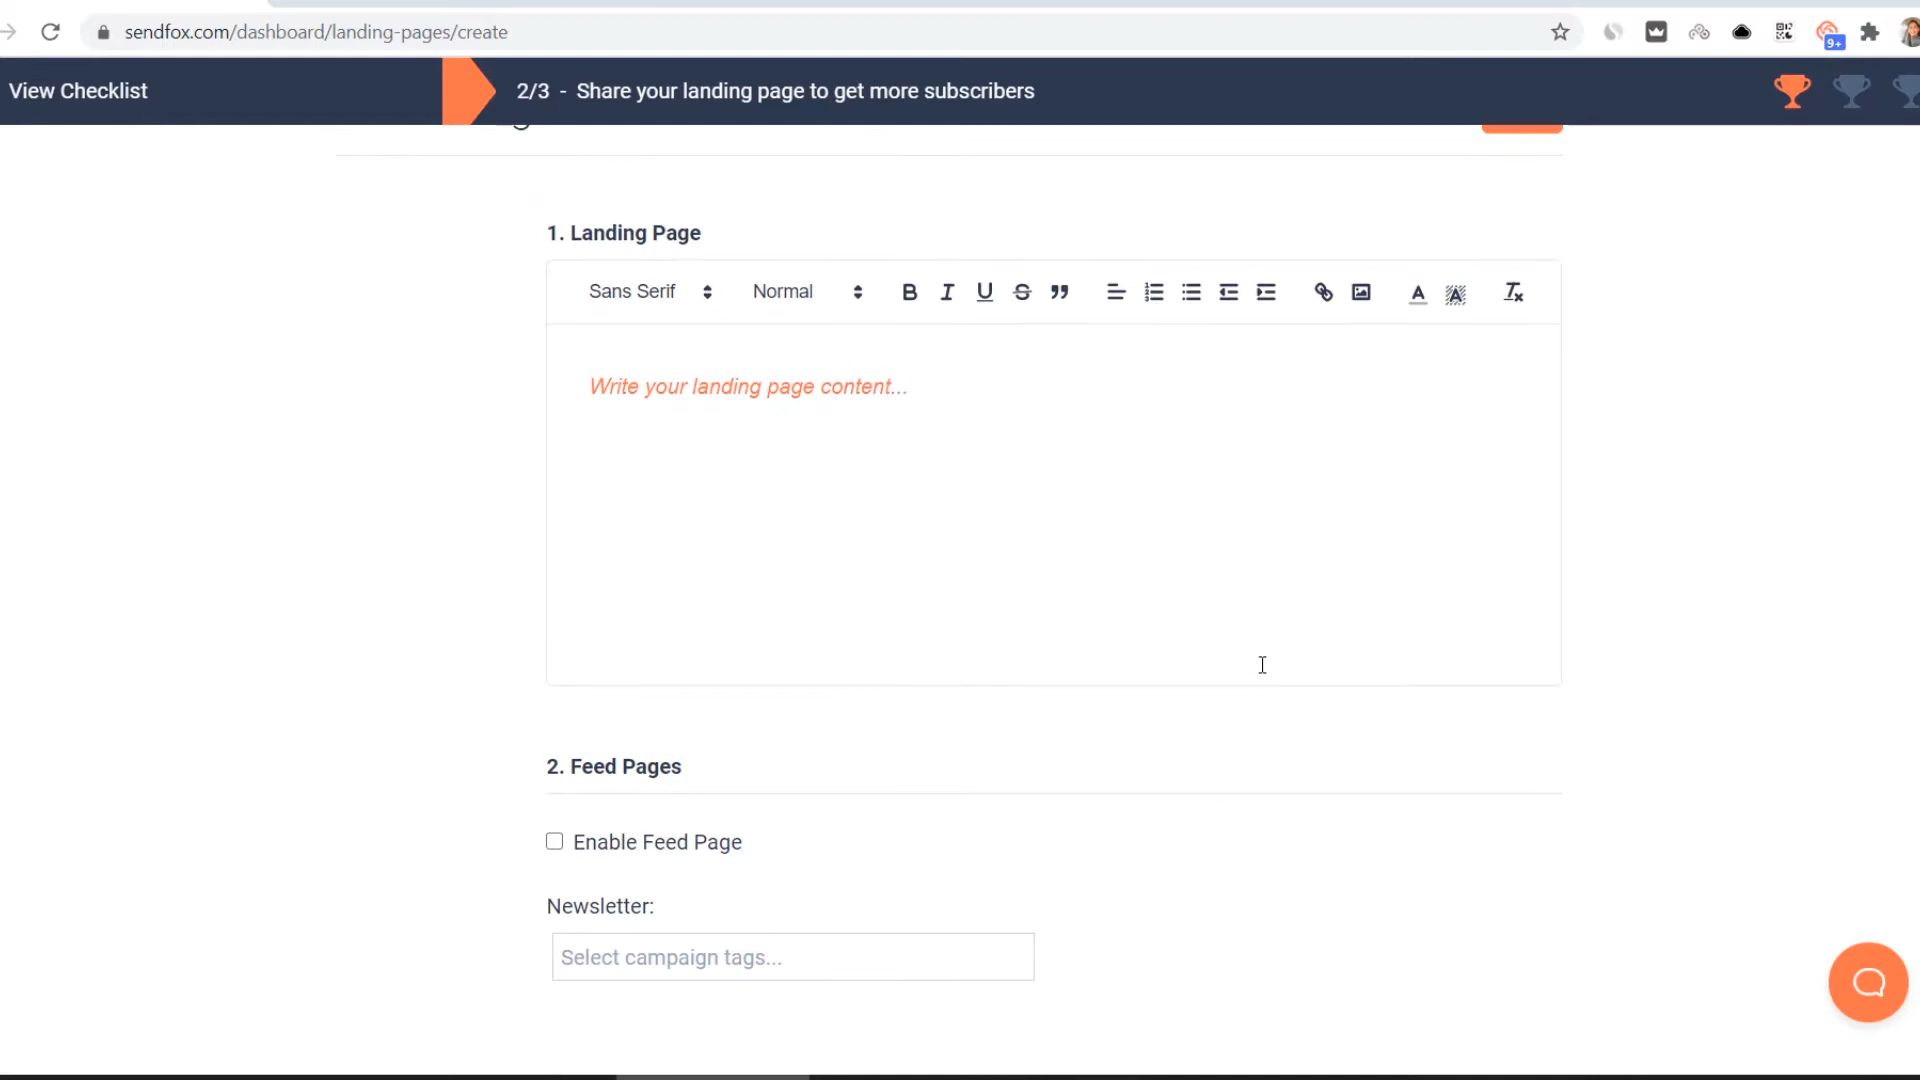 sendfox.com/dashboard/landing-pages/create
9+
View Checklist
2/3 - Share your landing page to get more subscribers
1. Landing Page
Sans Serif Normal B I U S
Write your landing page content...
2. Feed Pages
Enable Feed Page
Newsletter:
Select campaign tags...